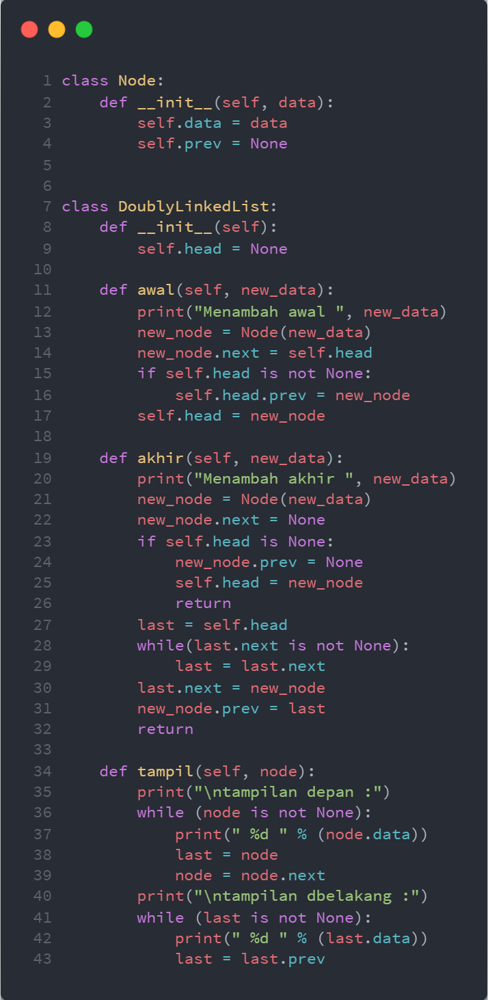 1 class Node:
2     def __init__(self, data):
3         self.data = data
4         self.prev = None
5
6
7 class DoublyLinkedList:
8     def __init__(self):
9         self.head = None
10
11     def awal(self, new_data):
12         print("Menambah awal ", new_data)
13         new_node = Node(new_data)
14         new_node.next = self.head
15         if self.head is not None:
16             self.head.prev = new_node
17         self.head = new_node
18
19     def akhir(self, new_data):
20         print("Menambah akhir ", new_data)
21         new_node = Node(new_data)
22         new_node.next = None
23         if self.head is None:
24             new_node.prev = None
25             self.head = new_node
26             return
27         last = self.head
28         while(last.next is not None):
29             last = last.next
30         last.next = new_node
31         new_node.prev = last
32         return
33
34     def tampil(self, node):
35         print("\ntampilan depan :")
36         while (node is not None):
37             print(" %d " % (node.data))
38             last = node
39             node = node.next
40         print("\ntampilan dbelakang :")
41         while (last is not None):
42             print(" %d " % (last.data))
43             last = last.prev